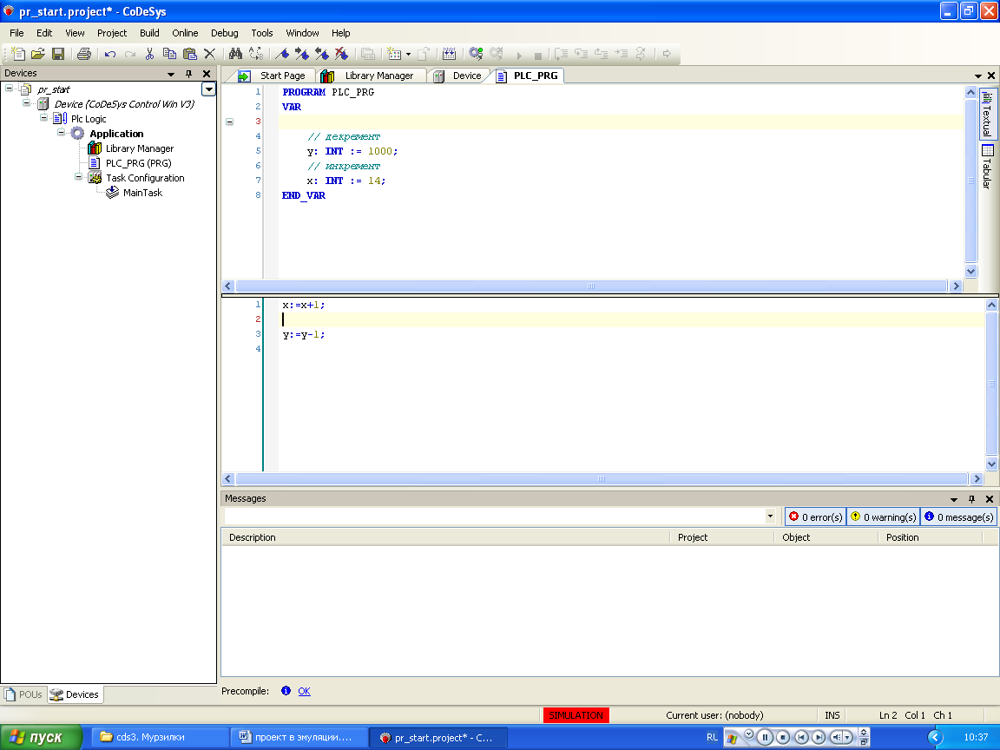 pr_start.project* - CoDeSys
File Edit View Project Build Online Debug Tools Window Help
Devices
pr_start
Device (CoDeSys Control Win V3)
Plc Logic
Application
Library Manager
PLC_PRG (PRG)
Task Configuration
MainTask
POUs Devices
Start Page Library Manager Device PLC_PRG
1 PROGRAM PLC_PRG
2 VAR
3
4 // декремент
5 y: INT := 1000;
6 // инкремент
7 x: INT := 14;
8 END_VAR
Textual
Tabular
1 x:=x+1;
2
3 y:=y-1;
4
Messages
0 error(s) 0 warning(s) 0 message(s)
Description Project Object Position
Precompile: OK
SIMULATION Current user: (nobody) INS Ln 2 Col 1 Ch 1
пуск cds3. Мурзилки проект в эмуляции.... pr_start.project* - C... RL 10:37